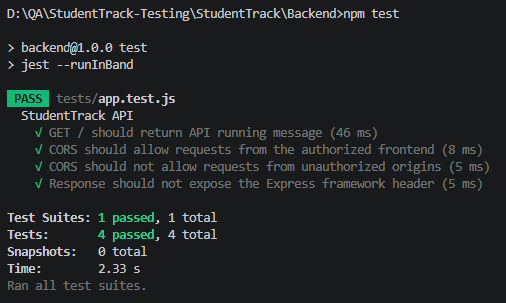 D:\QA\StudentTrack-Testing\StudentTrack\Backend>npm test
> backend@1.0.0 test
> jest --runInBand
PASS tests/app.test.js
StudentTrack API
√ GET / should return API running message (46 ms)
√ CORS should allow requests from the authorized frontend (8 ms)
√ CORS should not allow requests from unauthorized origins (5 ms)
√ Response should not expose the Express framework header (5 ms)
Test Suites: 1 passed, 1 total
Tests: 4 passed, 4 total
Snapshots: 0 total
Time: 2.33 s
Ran all test suites.